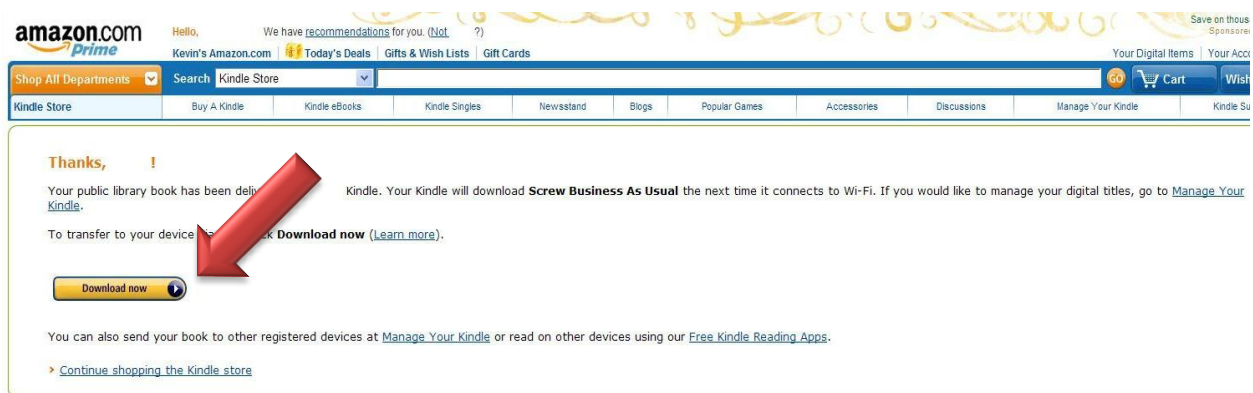 amazon.com
Prime
Hello, We have recommendations for you. (Not ?)
Kevin's Amazon.com Today's Deals Gifts & Wish Lists Gift Cards
Save on thous
Sponsored
Your Digital Items Your Acco
Shop All Departments Search Kindle Store GO Cart Wish
Kindle Store Buy A Kindle Kindle eBooks Kindle Singles Newsstand Blogs Popular Games Accessories Discussions Manage Your Kindle Kindle Su
Thanks, !
Your public library book has been deliv Kindle. Your Kindle will download Screw Business As Usual the next time it connects to Wi-Fi. If you would like to manage your digital titles, go to Manage Your
Kindle.
To transfer to your device k Download now (Learn more).
Download now
You can also send your book to other registered devices at Manage Your Kindle or read on other devices using our Free Kindle Reading Apps.
› Continue shopping the Kindle store